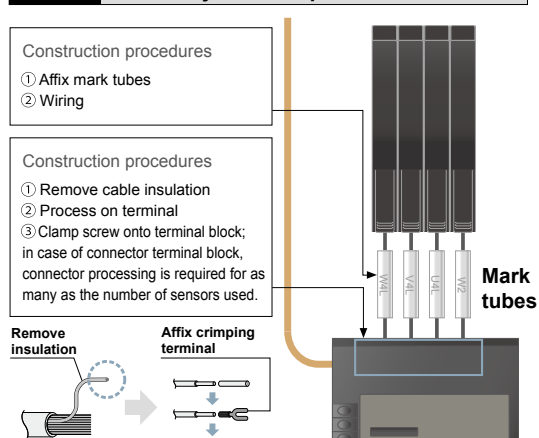 Construction procedures
① Affix mark tubes
② Wiring
Construction procedures
① Remove cable insulation
② Process on terminal
③ Clamp screw onto terminal block;
in case of connector terminal block,
connector processing is required for as
many as the number of sensors used.
W4L
V4L
U4L
W2
Mark
tubes
Remove
insulation
Affix crimping
terminal